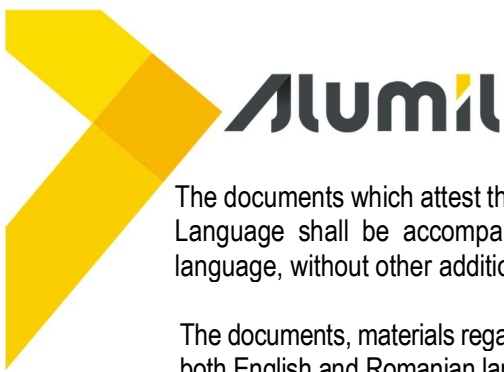 Alumil
The documents which attest th
Language shall be accompa
language, without other additio
The documents, materials rega
both English and Romanian lan